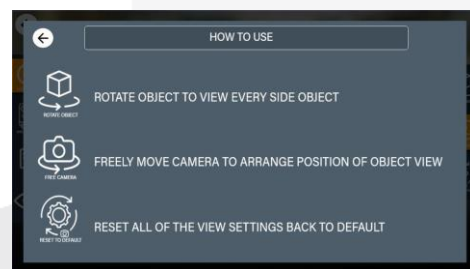 HOW TO USE
ROTATE OBJECT
ROTATE OBJECT TO VIEW EVERY SIDE OBJECT
FREE CAMERA
FREELY MOVE CAMERA TO ARRANGE POSITION OF OBJECT VIEW
RESET TO DEFAULT
RESET ALL OF THE VIEW SETTINGS BACK TO DEFAULT